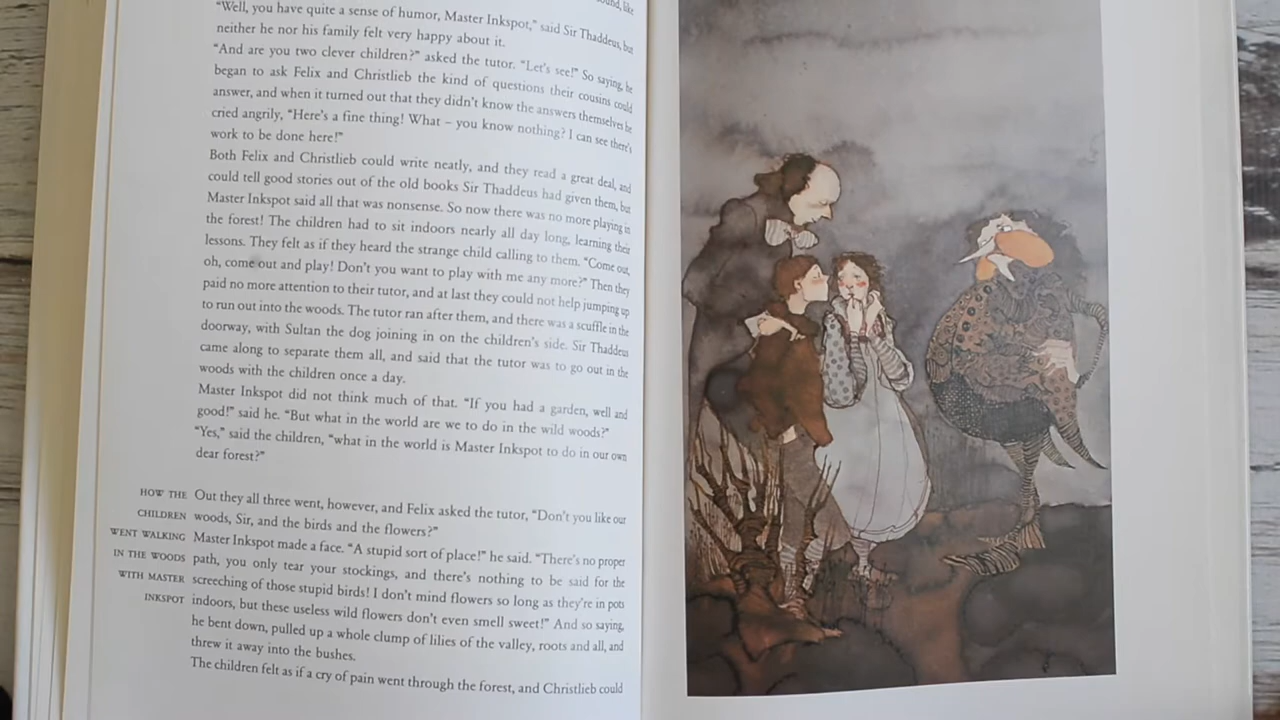 "Well, you have quite a sense of humor, Master Inkspot," said Sir Thaddeus, but
neither he nor his family felt very happy about it.
"And are you two clever children?" asked the tutor. "Let's see!" So saying, he
began to ask Felix and Christlieb the kind of questions their cousins could
answer, and when it turned out that they didn't know the answers themselves he
cried angrily, "Here's a fine thing! What – you know nothing? I can see there's
work to be done here!"
Both Felix and Christlieb could write neatly, and they read a great deal, and
could tell good stories out of the old books Sir Thaddeus had given them, but
Master Inkspot said all that was nonsense. So now there was no more playing in
the forest! The children had to sit indoors nearly all day long, learning their
lessons. They felt as if they heard the strange child calling to them. "Come out,
oh, come out and play! Don't you want to play with me any more?" Then they
paid no more attention to their tutor, and at last they could not help jumping up
to run out into the woods. The tutor ran after them, and there was a scuffle in the
doorway, with Sultan the dog joining in on the children's side. Sir Thaddeus
came along to separate them all, and said that the tutor was to go out in the
woods with the children once a day.
Master Inkspot did not think much of that. "If you had a garden, well and
good!" said he. "But what in the world are we to do in the wild woods?"
"Yes," said the children, "what in the world is Master Inkspot to do in our own
dear forest?"
HOW THE Out they all three went, however, and Felix asked the tutor, "Don't you like our
CHILDREN woods, Sir, and the birds and the flowers?"
WENT WALKING Master Inkspot made a face. "A stupid sort of place!" he said. "There's no proper
IN THE WOODS path, you only tear your stockings, and there's nothing to be said for the
WITH MASTER screeching of those stupid birds! I don't mind flowers so long as they're in pots
INKSPOT indoors, but these useless wild flowers don't even smell sweet!" And so saying,
he bent down, pulled up a whole clump of lilies of the valley, roots and all, and
threw it away into the bushes.
The children felt as if a cry of pain went through the forest, and Christlieb could